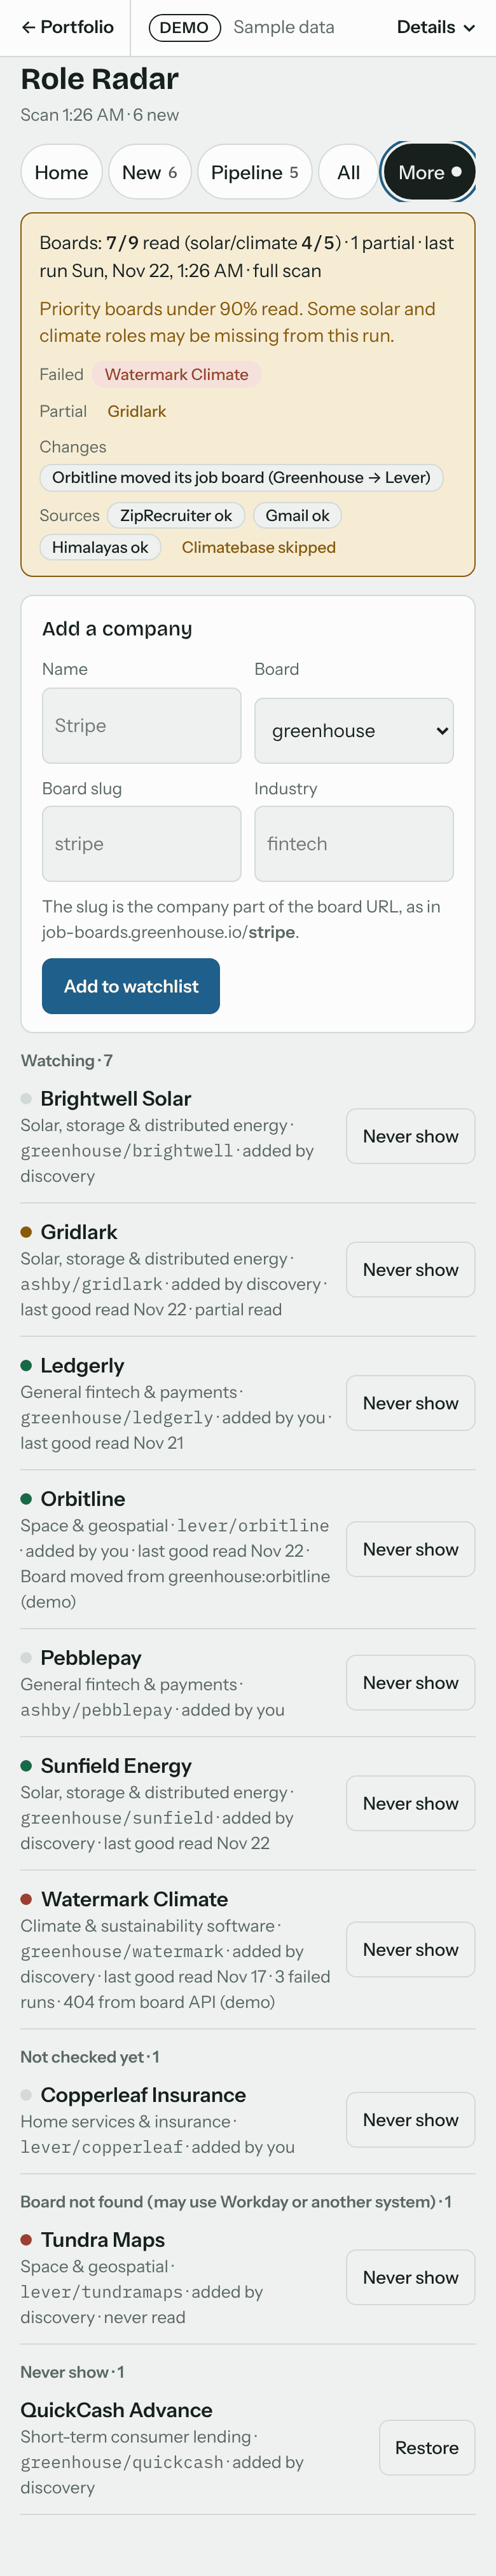 ← Portfolio
DEMO Sample data
Details
Role Radar
Scan 1:26 AM · 6 new
Home
New 6
Pipeline 5
All
More
Boards: 7/9 read (solar/climate 4/5) · 1 partial · last
run Sun, Nov 22, 1:26 AM · full scan
Priority boards under 90% read. Some solar and
climate roles may be missing from this run.
Failed Watermark Climate
Partial Gridlark
Changes
Orbitline moved its job board (Greenhouse → Lever)
Sources ZipRecruiter ok Gmail ok
Himalayas ok Climatebase skipped
Add a company
Name
Board
Stripe
greenhouse
Board slug
Industry
stripe
fintech
The slug is the company part of the board URL, as in
job-boards.greenhouse.io/stripe.
Add to watchlist
Watching · 7
Brightwell Solar
Solar, storage & distributed energy ·
greenhouse/brightwell · added by
discovery
Never show
Gridlark
Solar, storage & distributed energy ·
ashby/gridlark · added by discovery ·
last good read Nov 22 · partial read
Never show
Ledgerly
General fintech & payments ·
greenhouse/ledgerly · added by you ·
last good read Nov 21
Never show
Orbitline
Space & geospatial · lever/orbitline
· added by you · last good read Nov 22 ·
Board moved from greenhouse:orbitline
(demo)
Never show
Pebblepay
General fintech & payments ·
ashby/pebblepay · added by you
Never show
Sunfield Energy
Solar, storage & distributed energy ·
greenhouse/sunfield · added by
discovery · last good read Nov 22
Never show
Watermark Climate
Climate & sustainability software ·
greenhouse/watermark · added by
discovery · last good read Nov 17 · 3 failed
runs · 404 from board API (demo)
Never show
Not checked yet · 1
Copperleaf Insurance
Home services & insurance ·
lever/copperleaf · added by you
Never show
Board not found (may use Workday or another system) · 1
Tundra Maps
Space & geospatial ·
lever/tundramaps · added by
discovery · never read
Never show
Never show · 1
QuickCash Advance
Short-term consumer lending ·
greenhouse/quickcash · added by
discovery
Restore